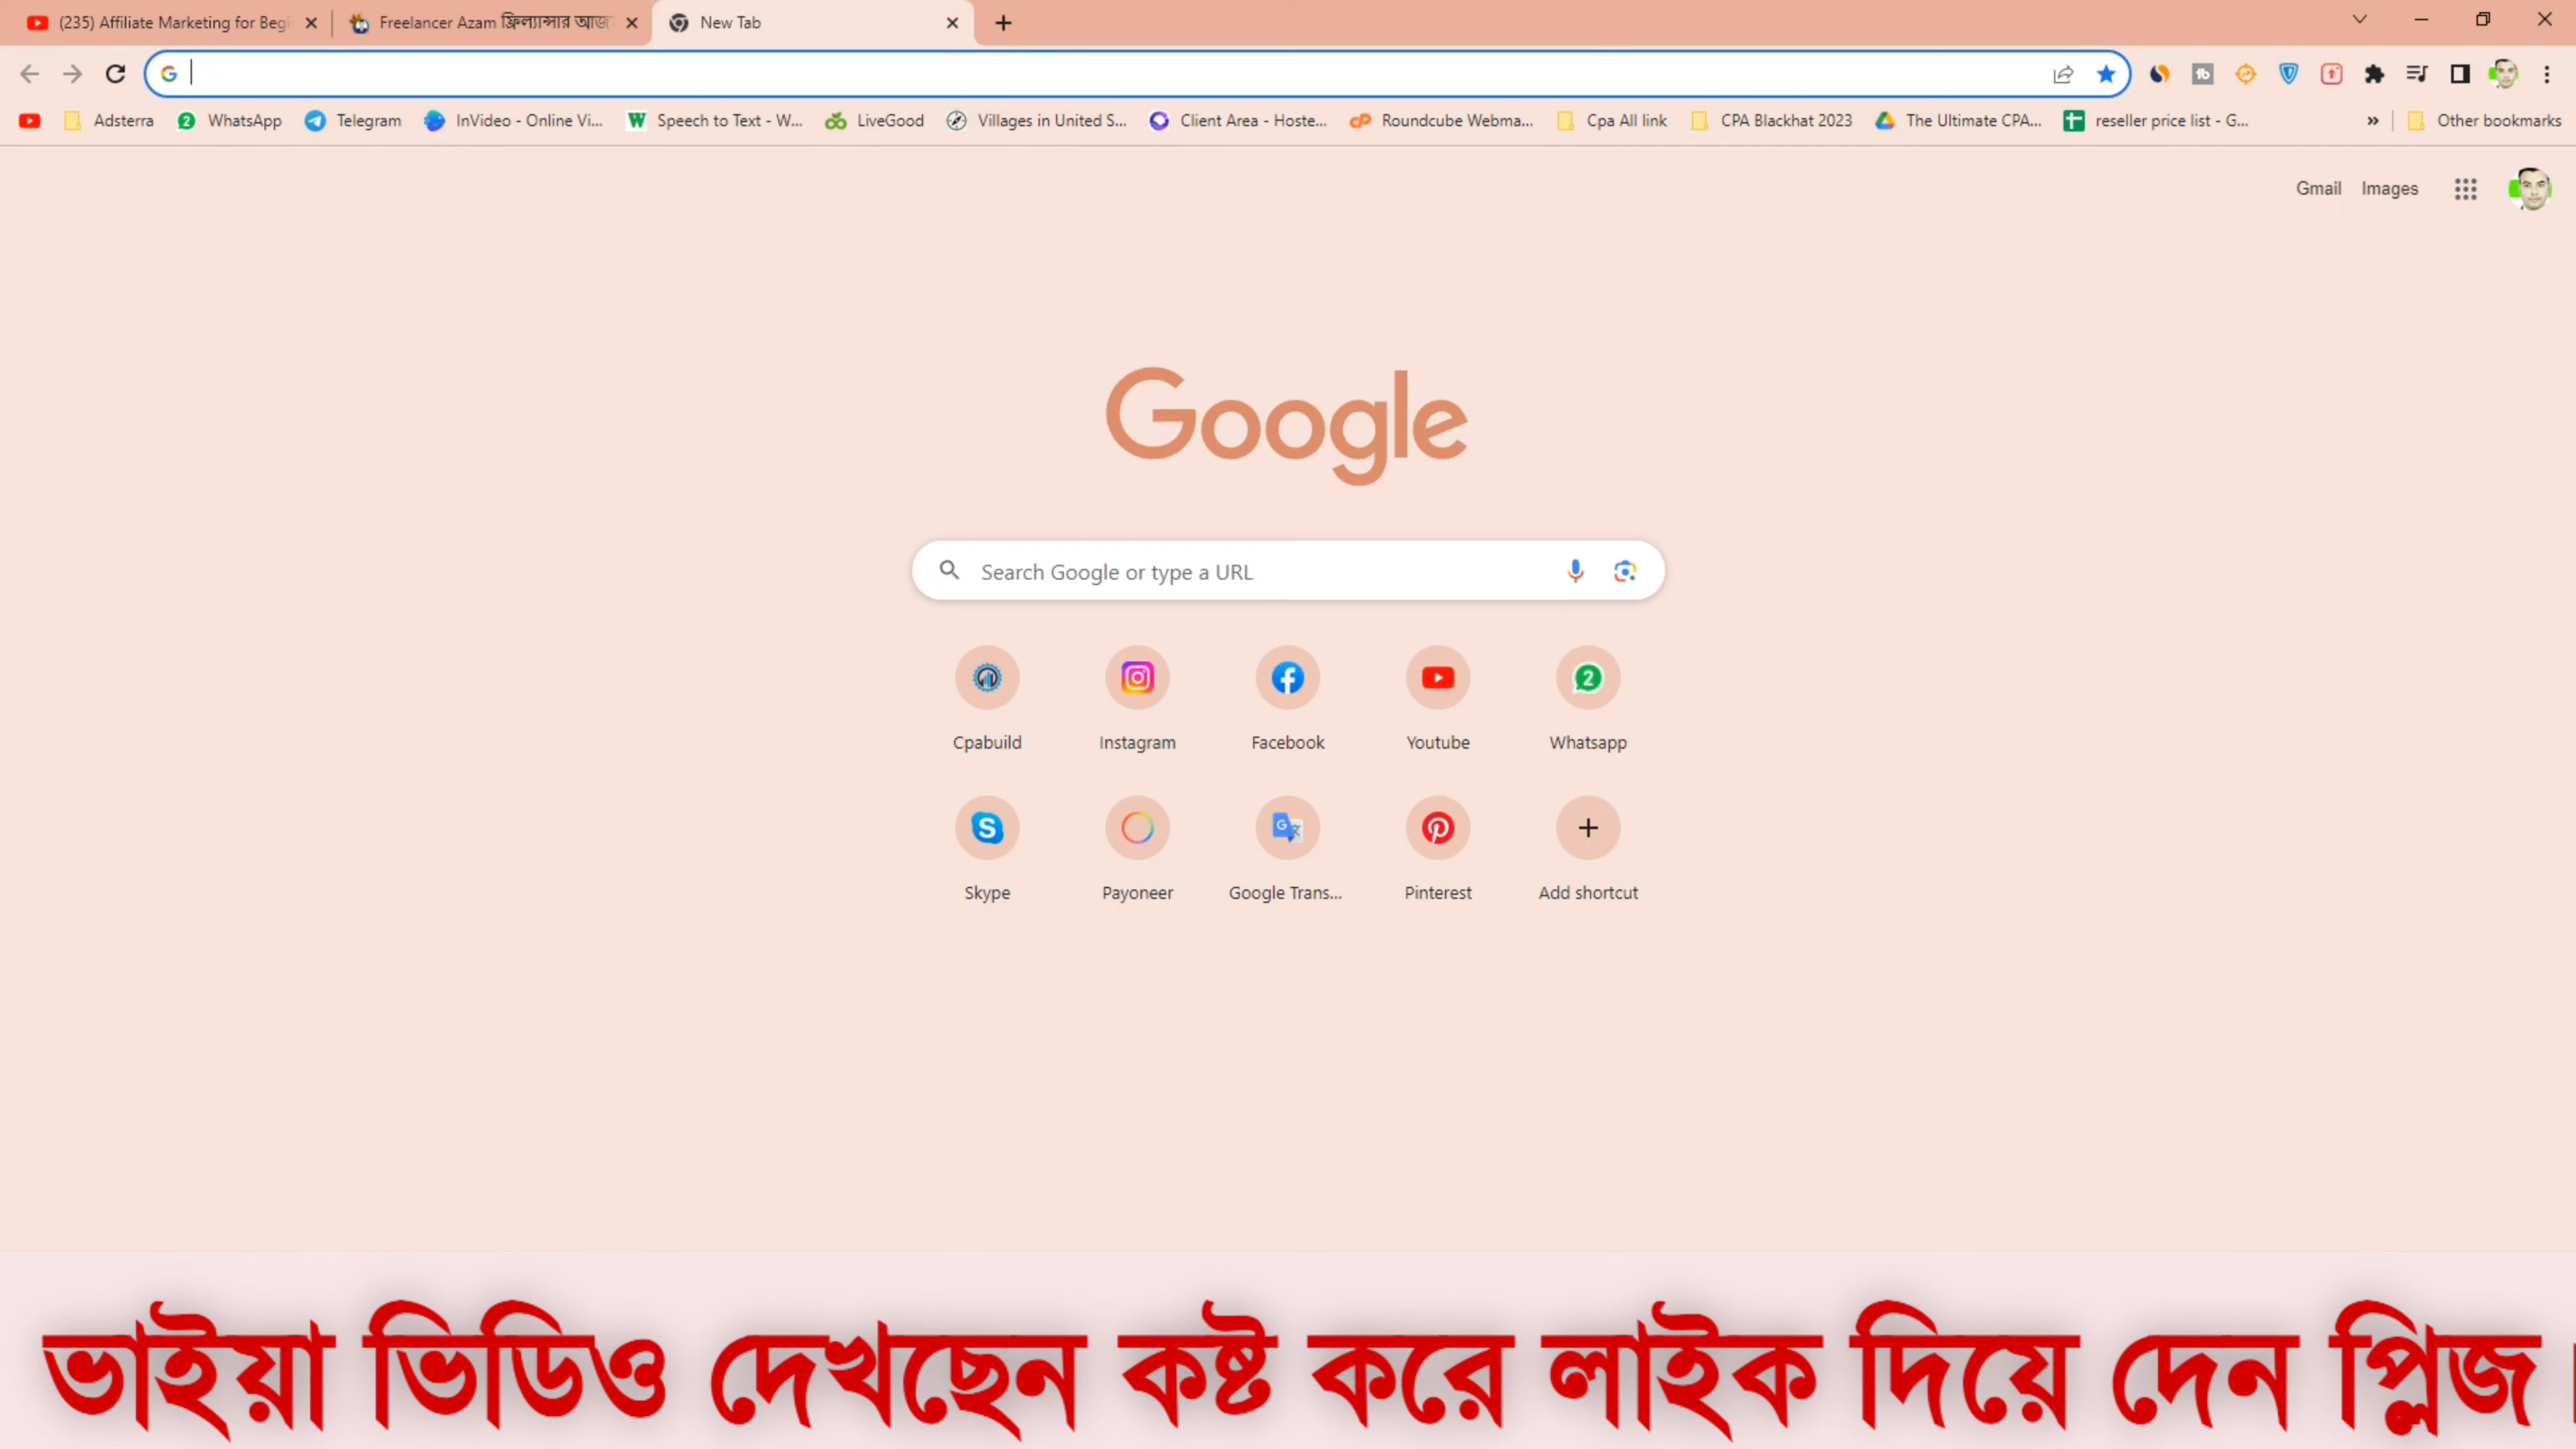 (235) Affiliate Marketing for Begi
Freelancer Azam ফ্রিল্যান্সার আজ
New Tab
Adsterra
WhatsApp
Telegram
InVideo - Online Vi...
Speech to Text - W...
LiveGood
Villages in United S...
Client Area - Hoste...
Roundcube Webma...
Cpa All link
CPA Blackhat 2023
The Ultimate CPA...
reseller price list - G...
»
Other bookmarks
Gmail
Images
Google
Search Google or type a URL
Cpabuild
Instagram
Facebook
Youtube
Whatsapp
Skype
Payoneer
Google Trans...
Pinterest
Add shortcut
ভাইয়া ভিডিও দেখছেন কষ্ট করে লাইক দিয়ে দেন প্লিজ।